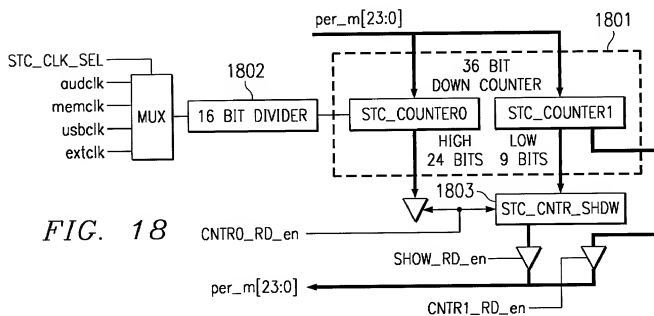 per_m[23:0]
1801
STC_CLK_SEL
audclk
memclk
usbclk
extclk
MUX
1802
16 BIT DIVIDER
36 BIT
DOWN COUNTER
STC_COUNTER0
STC_COUNTER1
HIGH
24 BITS
LOW
9 BITS
1803
STC_CNTR_SHDW
FIG. 18
CNTR0_RD_en
SHOW_RD_en
per_m[23:0]
CNTR1_RD_en